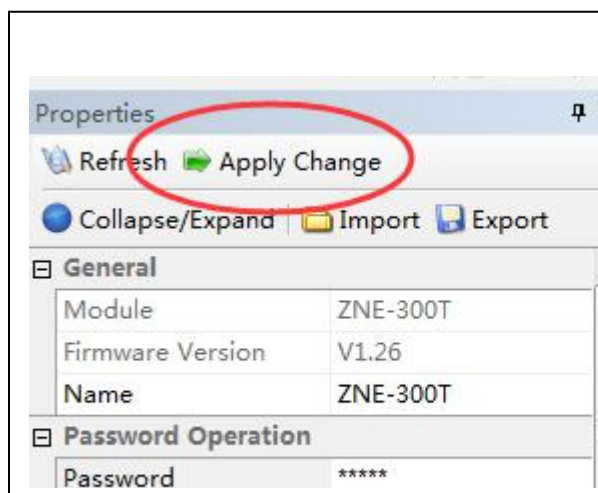 Properties
Refresh Apply Change
Collapse/Expand Import Export
General
Module ZNE-300T
Firmware Version V1.26
Name ZNE-300T
Password Operation
Password *****